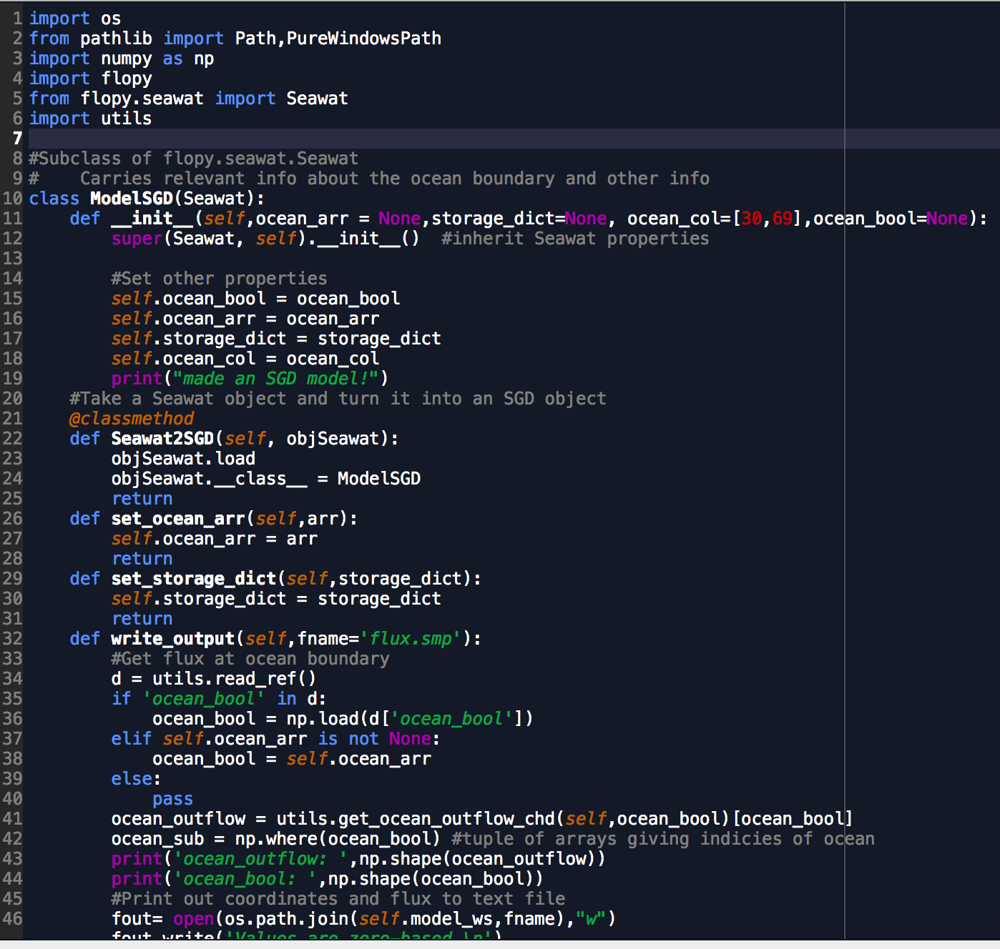 1 import os
2 from pathlib import Path,PureWindowsPath
3 import numpy as np
4 import flopy
5 from flopy.seawat import Seawat
6 import utils
7
8 #Subclass of flopy.seawat.Seawat
9 #    Carries relevant info about the ocean boundary and other info
10 class ModelSGD(Seawat):
11     def __init__(self,ocean_arr = None,storage_dict=None, ocean_col=[30,69],ocean_bool=None):
12         super(Seawat, self).__init__()  #inherit Seawat properties
13
14         #Set other properties
15         self.ocean_bool = ocean_bool
16         self.ocean_arr = ocean_arr
17         self.storage_dict = storage_dict
18         self.ocean_col = ocean_col
19         print("made an SGD model!")
20     #Take a Seawat object and turn it into an SGD object
21     @classmethod
22     def Seawat2SGD(self, objSeawat):
23         objSeawat.load
24         objSeawat.__class__ = ModelSGD
25         return
26     def set_ocean_arr(self,arr):
27         self.ocean_arr = arr
28         return
29     def set_storage_dict(self,storage_dict):
30         self.storage_dict = storage_dict
31         return
32     def write_output(self,fname='flux.smp'):
33         #Get flux at ocean boundary
34         d = utils.read_ref()
35         if 'ocean_bool' in d:
36             ocean_bool = np.load(d['ocean_bool'])
37         elif self.ocean_arr is not None:
38             ocean_bool = self.ocean_arr
39         else:
40             pass
41         ocean_outflow = utils.get_ocean_outflow_chd(self,ocean_bool)[ocean_bool]
42         ocean_sub = np.where(ocean_bool) #tuple of arrays giving indicies of ocean
43         print('ocean_outflow: ',np.shape(ocean_outflow))
44         print('ocean_bool: ',np.shape(ocean_bool))
45         #Print out coordinates and flux to text file
46         fout= open(os.path.join(self.model_ws,fname),"w")
        fout.write('Values are zero-based \n')